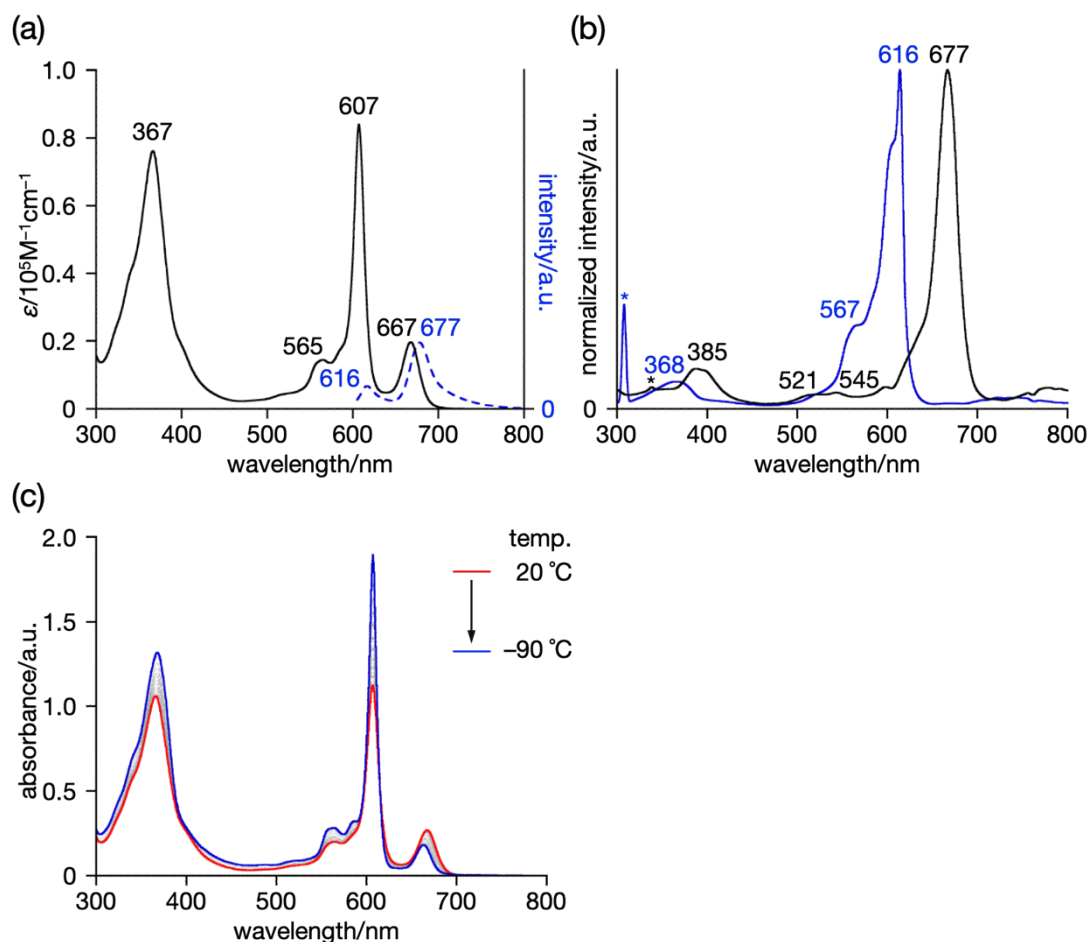 (a)
1.0
0.8
0.6
0.4
0.2
0
ε/10⁵M⁻¹cm⁻¹
367
565
607
667
616
677
intensity/a.u.
0
300 400 500 600 700 800
wavelength/nm
(b)
normalized intensity/a.u.
616 677
567
*
368
*
385
521 545
300 400 500 600 700 800
wavelength/nm
(c)
2.0
1.5
1.0
0.5
0
absorbance/a.u.
temp.
20 °C
–90 °C
300 400 500 600 700 800
wavelength/nm